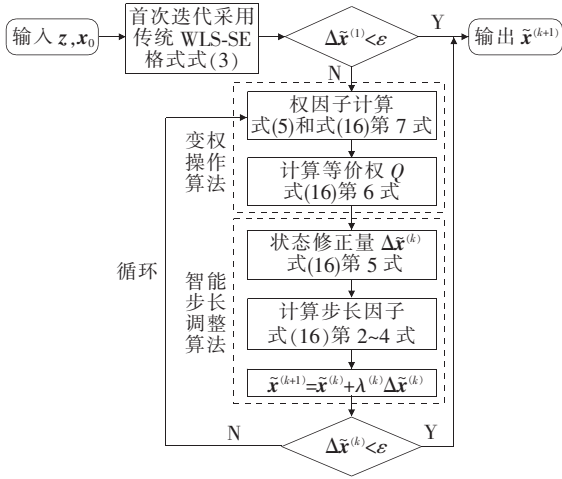 输入 z,x₀
首次迭代采用
传统 WLS-SE
格式式(3)
Δx̃⁽¹⁾<ε
Y
输出 x̃⁽ᵏ⁺¹⁾
N
权因子计算
式(5)和式(16)第 7 式
变权
操作
算法
计算等价权 Q
式(16)第 6 式
状态修正量 Δx̃⁽ᵏ⁾
式(16)第 5 式
循环
智能
步长
调整
算法
计算步长因子
式(16)第 2~4 式
x̃⁽ᵏ⁺¹⁾=x̃⁽ᵏ⁾+λ⁽ᵏ⁾Δx̃⁽ᵏ⁾
N
Δx̃⁽ᵏ⁾<ε
Y